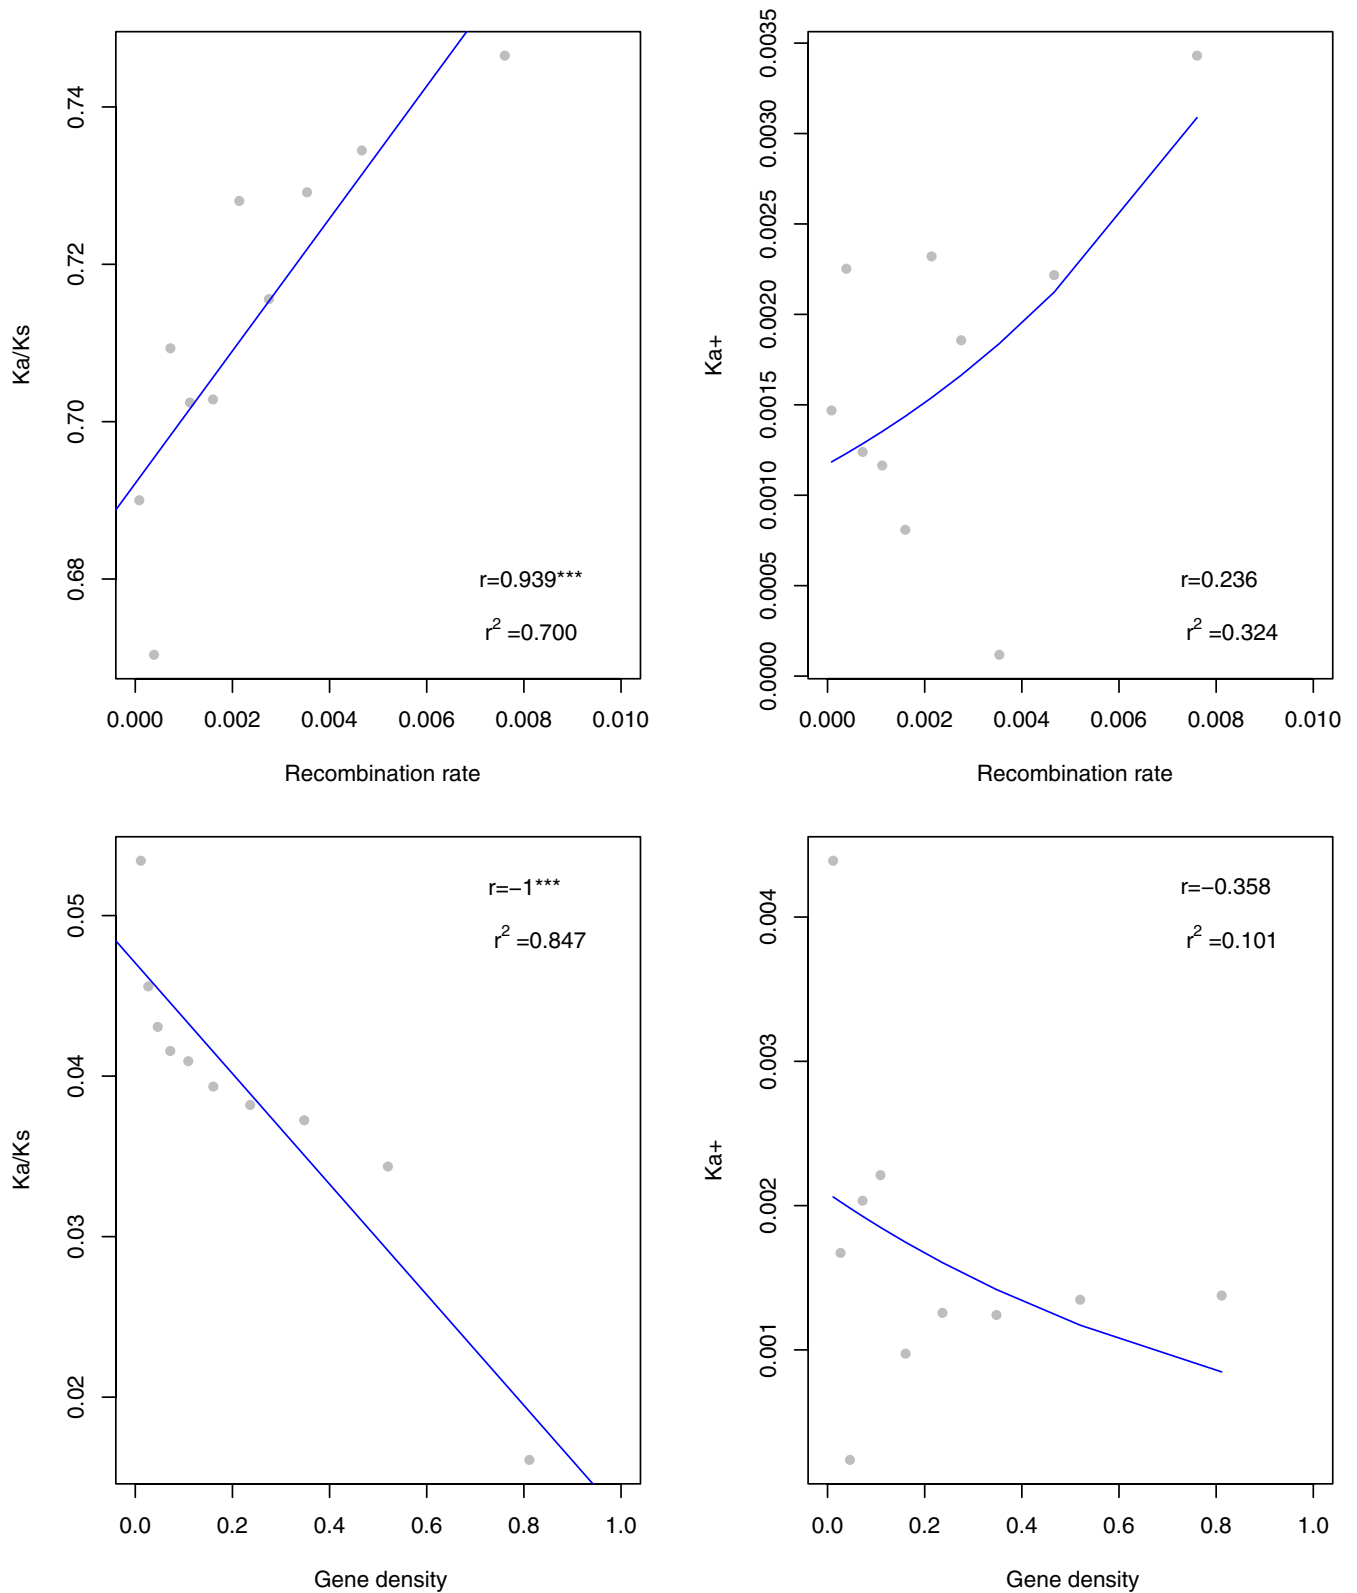 Ka/Ks
0.74
0.72
0.70
0.68
r=0.939***
r² =0.700
0.000 0.002 0.004 0.006 0.008 0.010
Recombination rate
Ka+
0.0035
0.0030
0.0025
0.0020
0.0015
0.0010
0.0005
0.0000
r=0.236
r² =0.324
0.000 0.002 0.004 0.006 0.008 0.010
Recombination rate
Ka/Ks
0.05
0.04
0.03
0.02
r=−1***
r² =0.847
0.0 0.2 0.4 0.6 0.8 1.0
Gene density
Ka+
0.004
0.003
0.002
0.001
r=−0.358
r² =0.101
0.0 0.2 0.4 0.6 0.8 1.0
Gene density